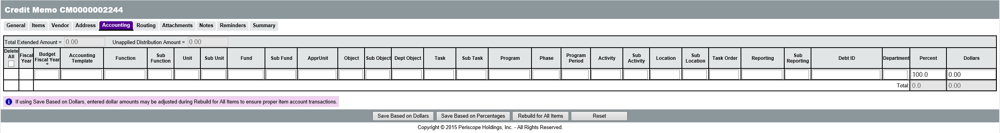 Credit Memo CM0000002244
General Items Vendor Address Accounting Routing Attachments Notes Reminders Summary
Total Extended Amount = 0.00 Unapplied Distribution Amount = 0.00
Delete All Fiscal Year Budget Fiscal Year * Accounting Template Function Sub Function Unit Sub Unit Fund Sub Fund ApprUnit Object Sub Object Dept Object Task Sub Task Program Phase Program Period Activity Sub Activity Location Sub Location Task Order Reporting Sub Reporting Debt ID Department Percent Dollars
100.0 0.00
Total: 0.0 0.00
If using Save Based on Dollars, entered dollar amounts may be adjusted during Rebuild for All Items to ensure proper item account transactions.
Save Based on Dollars Save Based on Percentages Rebuild for All Items Reset
Copyright © 2015 Periscope Holdings, Inc. - All Rights Reserved.